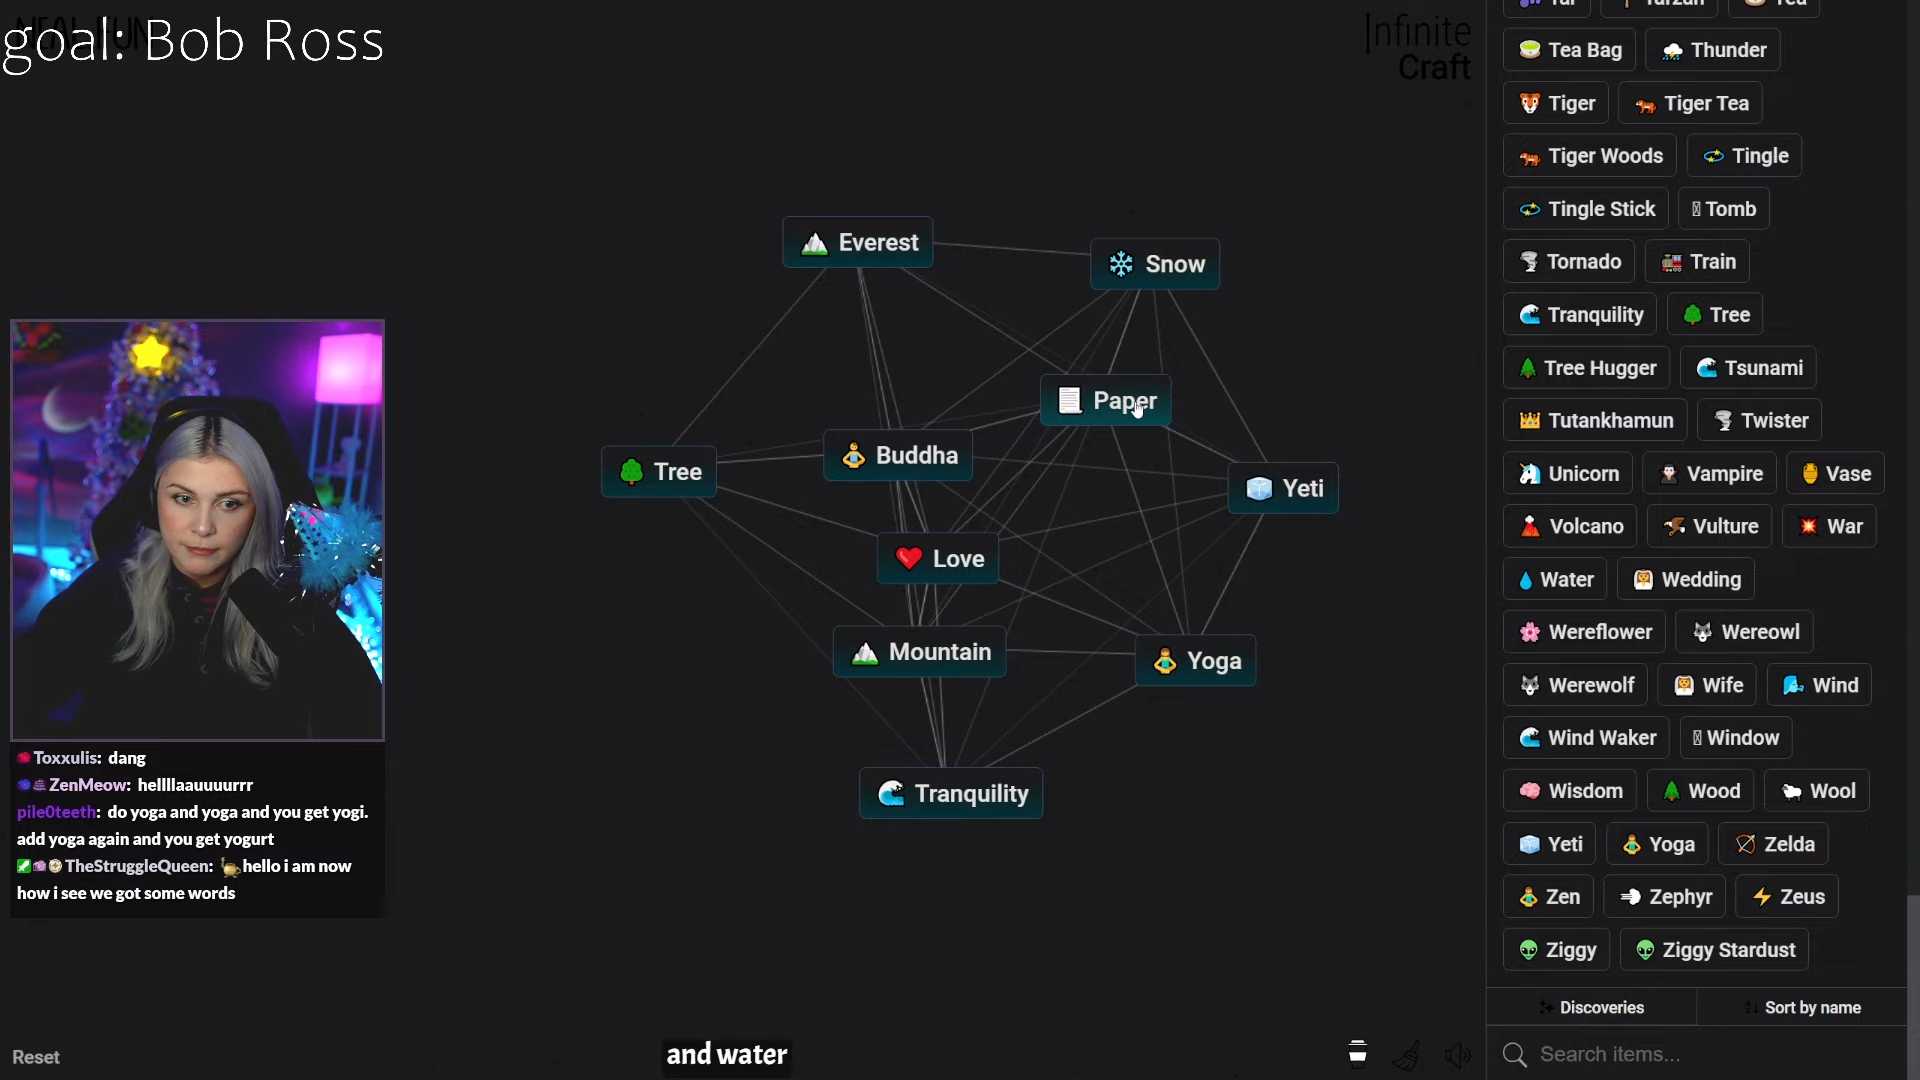 NEAL.FUN
goal: Bob Ross
Infinite
Craft
Everest
Snow
Paper
Buddha
Tree
Yeti
Love
Mountain
Yoga
Tranquility
Toxxulis: dang
ZenMeow: hellllaauuuurrr
pile0teeth: do yoga and yoga and you get yogi.
add yoga again and you get yogurt
TheStruggleQueen: hello i am now
how i see we got some words
Reset
and water
Tarzan Tea
Tea Bag Thunder
Tiger Tiger Tea
Tiger Woods Tingle
Tingle Stick Tomb
Tornado Train
Tranquility Tree
Tree Hugger Tsunami
Tutankhamun Twister
Unicorn Vampire Vase
Volcano Vulture War
Water Wedding
Wereflower Wereowl
Werewolf Wife Wind
Wind Waker Window
Wisdom Wood Wool
Yeti Yoga Zelda
Zen Zephyr Zeus
Ziggy Ziggy Stardust
Discoveries Sort by name
Search items...